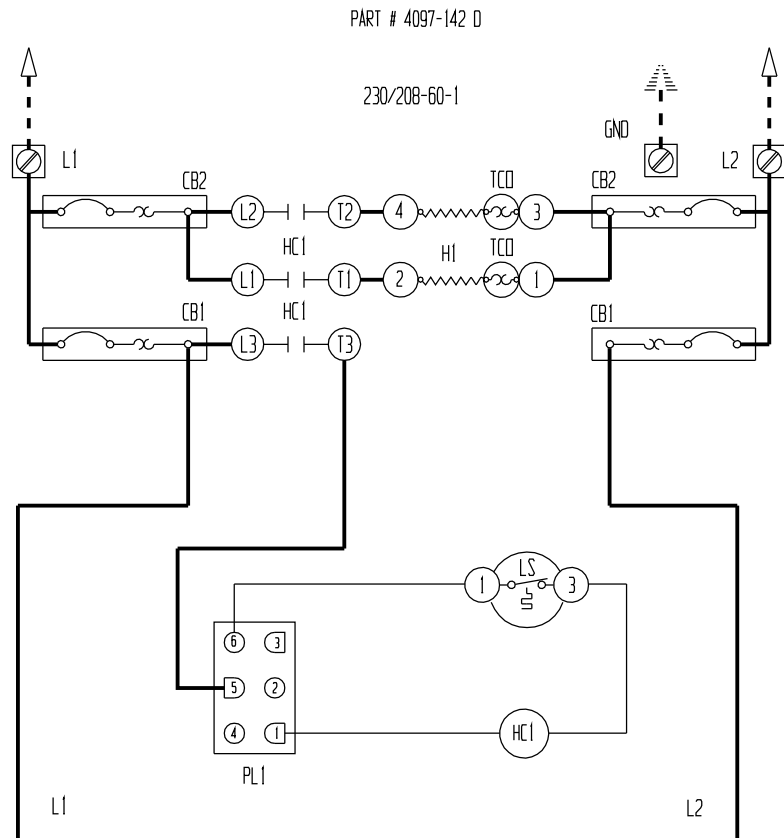 PART # 4097-142 D
230/208-60-1
GND
L1
L2
CB2
L2
T2
4
TCO
3
CB2
HC1
H1
TCO
L1
T1
2
1
CB1
HC1
CB1
L3
T3
LS
1
3
6
3
5
2
4
1
HC1
PL1
L1
L2